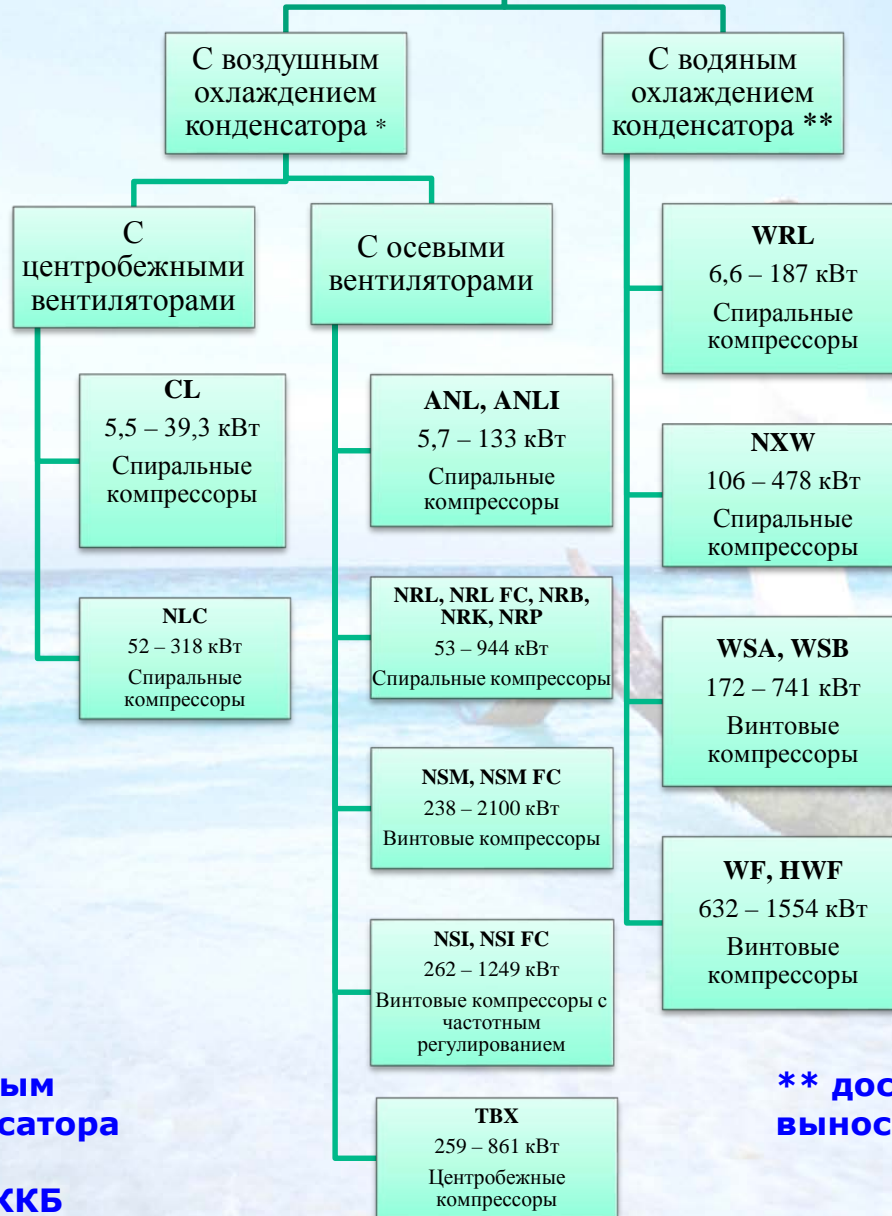 С воздушным
охлаждением
конденсатора *
С водяным
охлаждением
конденсатора **
С
центробежными
вентиляторами
С осевыми
вентиляторами
CL
5,5 – 39,3 кВт
Спиральные
компрессоры
NLC
52 – 318 кВт
Спиральные
компрессоры
ANL, ANLI
5,7 – 133 кВт
Спиральные
компрессоры
NRL, NRL FC, NRB,
NRK, NRP
53 – 944 кВт
Спиральные компрессоры
NSM, NSM FC
238 – 2100 кВт
Винтовые компрессоры
NSI, NSI FC
262 – 1249 кВт
Винтовые компрессоры с
частотным
регулированием
TBX
259 – 861 кВт
Центробежные
компрессоры
WRL
6,6 – 187 кВт
Спиральные
компрессоры
NXW
106 – 478 кВт
Спиральные
компрессоры
WSA, WSB
172 – 741 кВт
Винтовые
компрессоры
WF, HWF
632 – 1554 кВт
Винтовые
компрессоры
ККБ
**